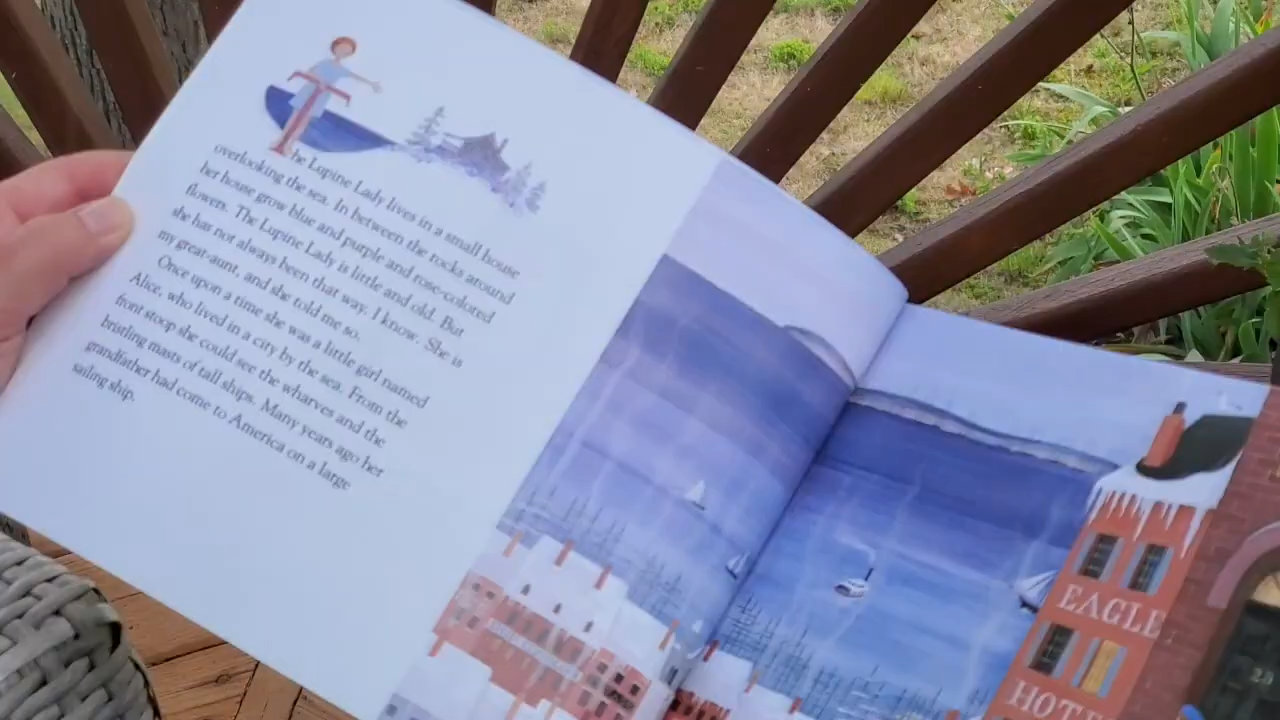 he Lupine Lady lives in a small house
overlooking the sea. In between the rocks around
her house grow blue and purple and rose-colored
flowers. The Lupine Lady is little and old. But
she has not always been that way. I know. She is
my great-aunt, and she told me so.
Once upon a time she was a little girl named
Alice, who lived in a city by the sea. From the
front stoop she could see the wharves and the
bristling masts of tall ships. Many years ago her
grandfather had come to America on a large
sailing ship.
EAGLE
HOT